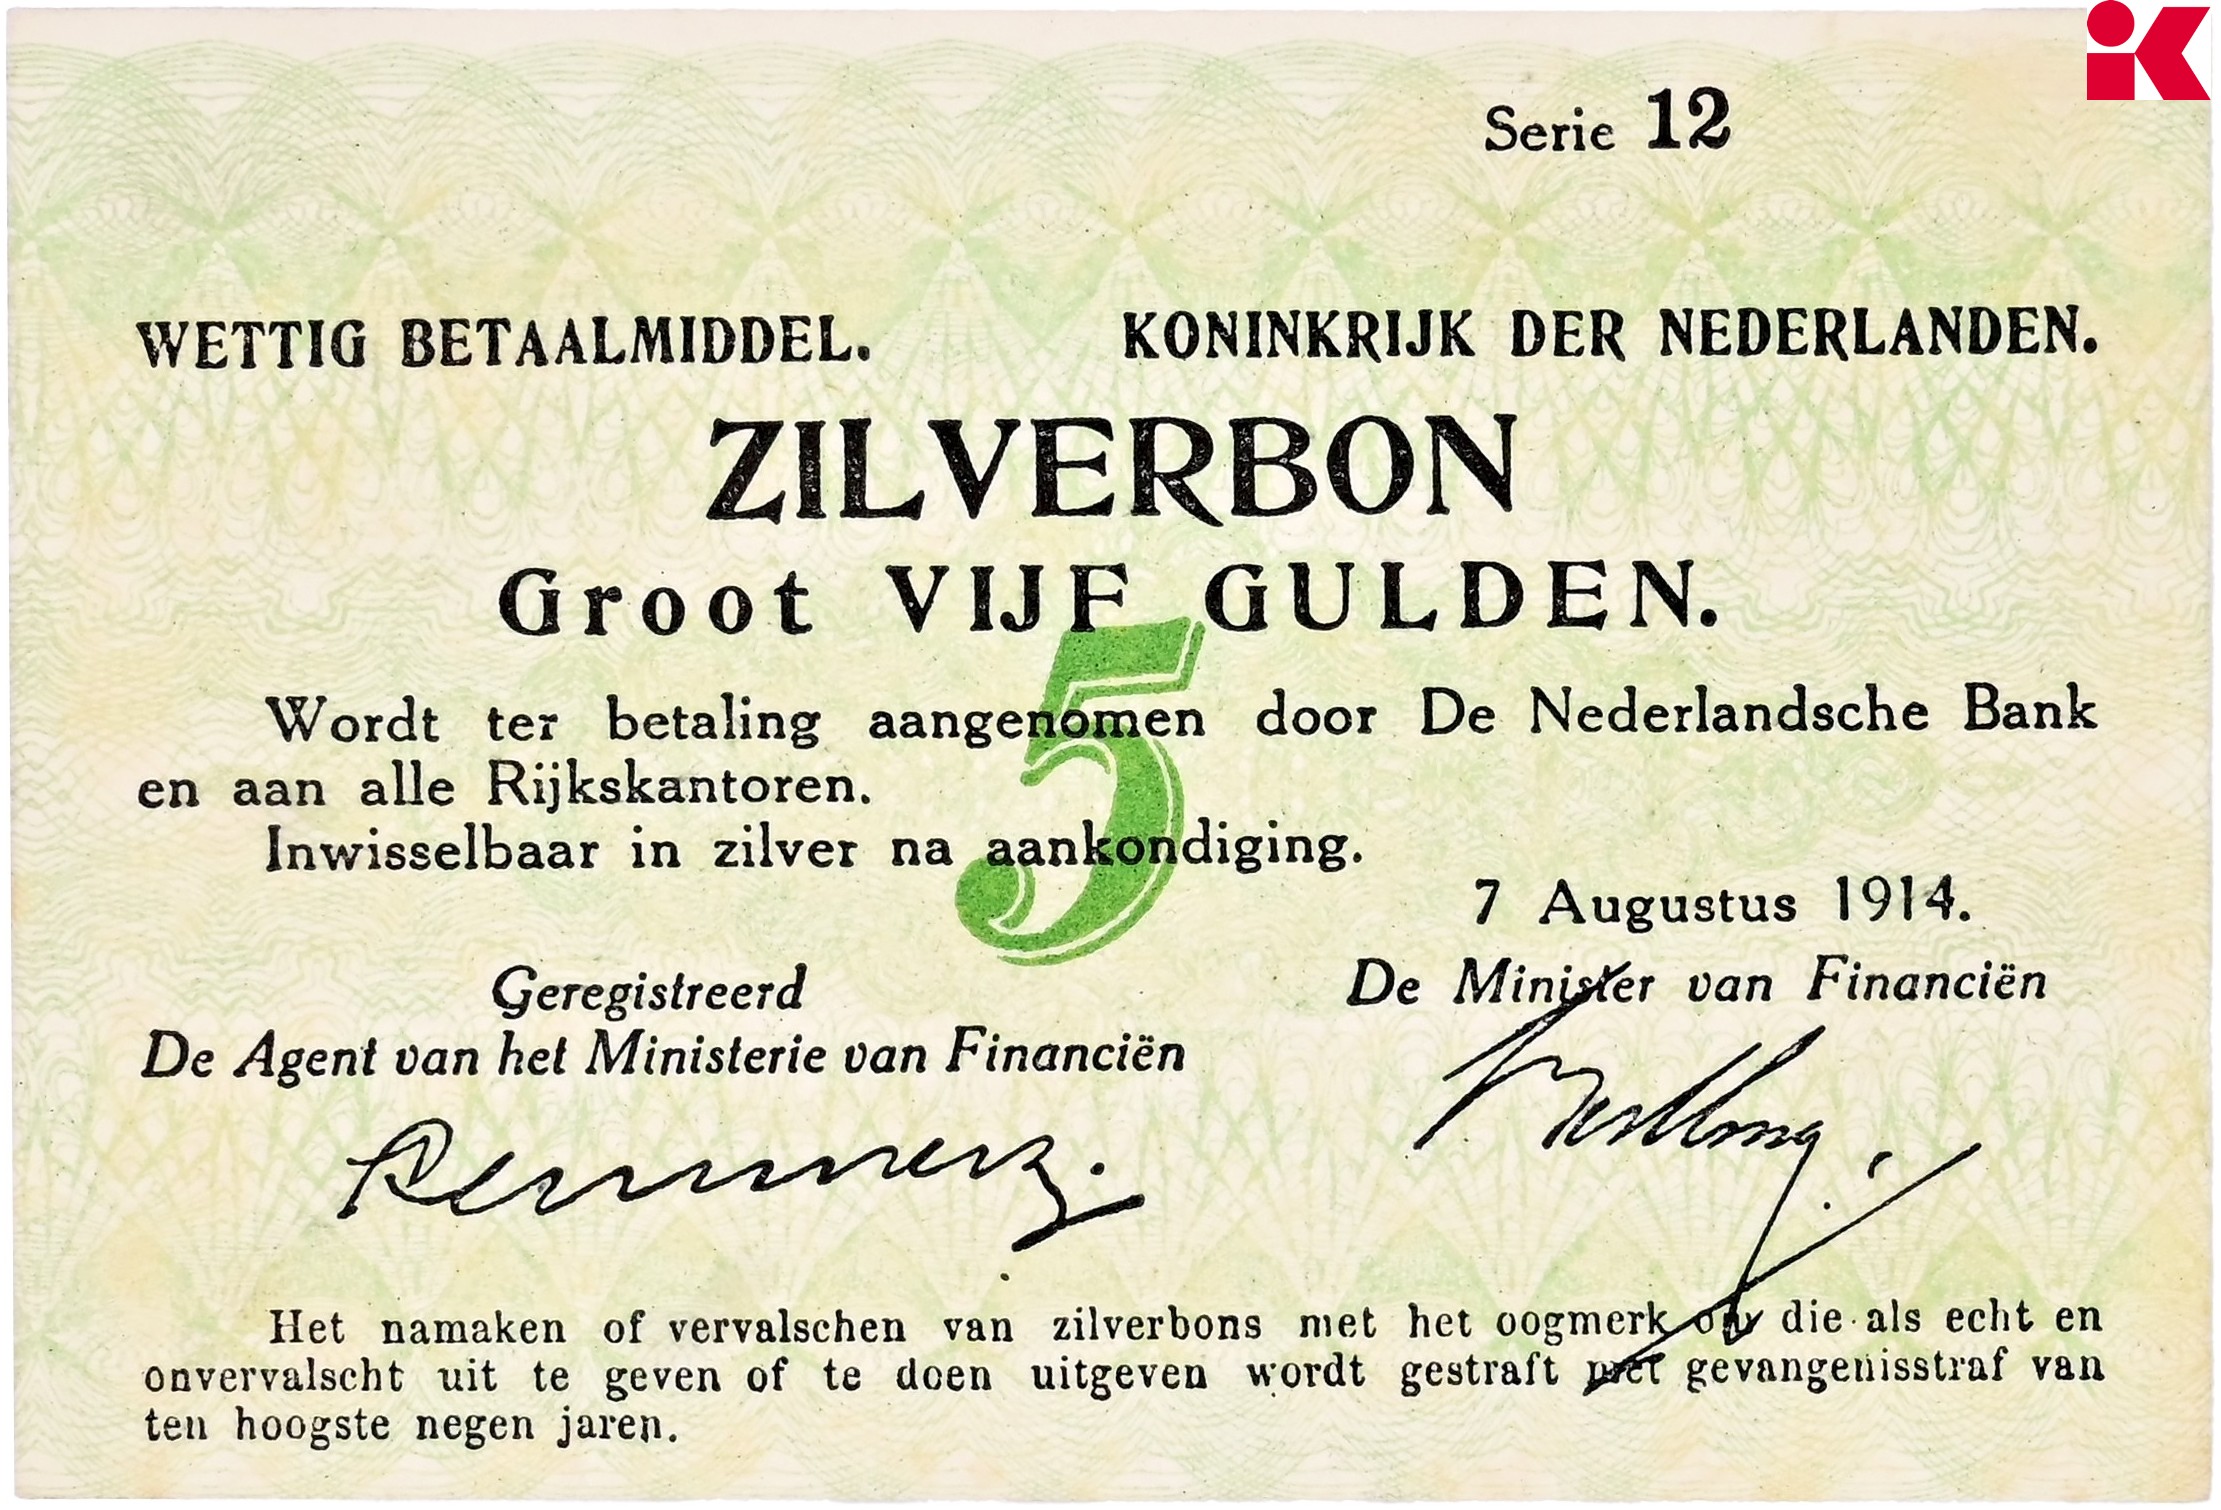 Serie 12
WETTIG BETAALMIDDEL. KONINKRIJK DER NEDERLANDEN.
ZILVERBON
Groot VIJF GULDEN.
5
Wordt ter betaling aangenomen door De Nederlandsche Bank
en aan alle Rijkskantoren.
Inwisselbaar in zilver na aankondiging.
7 Augustus 1914.
Geregistreerd
De Agent van het Ministerie van Financiën
De Minister van Financiën
Het namaken of vervalschen van zilverbons met het oogmerk om die als echt en
onvervalscht uit te geven of te doen uitgeven wordt gestraft met gevangenisstraf van
ten hoogste negen jaren.
iK